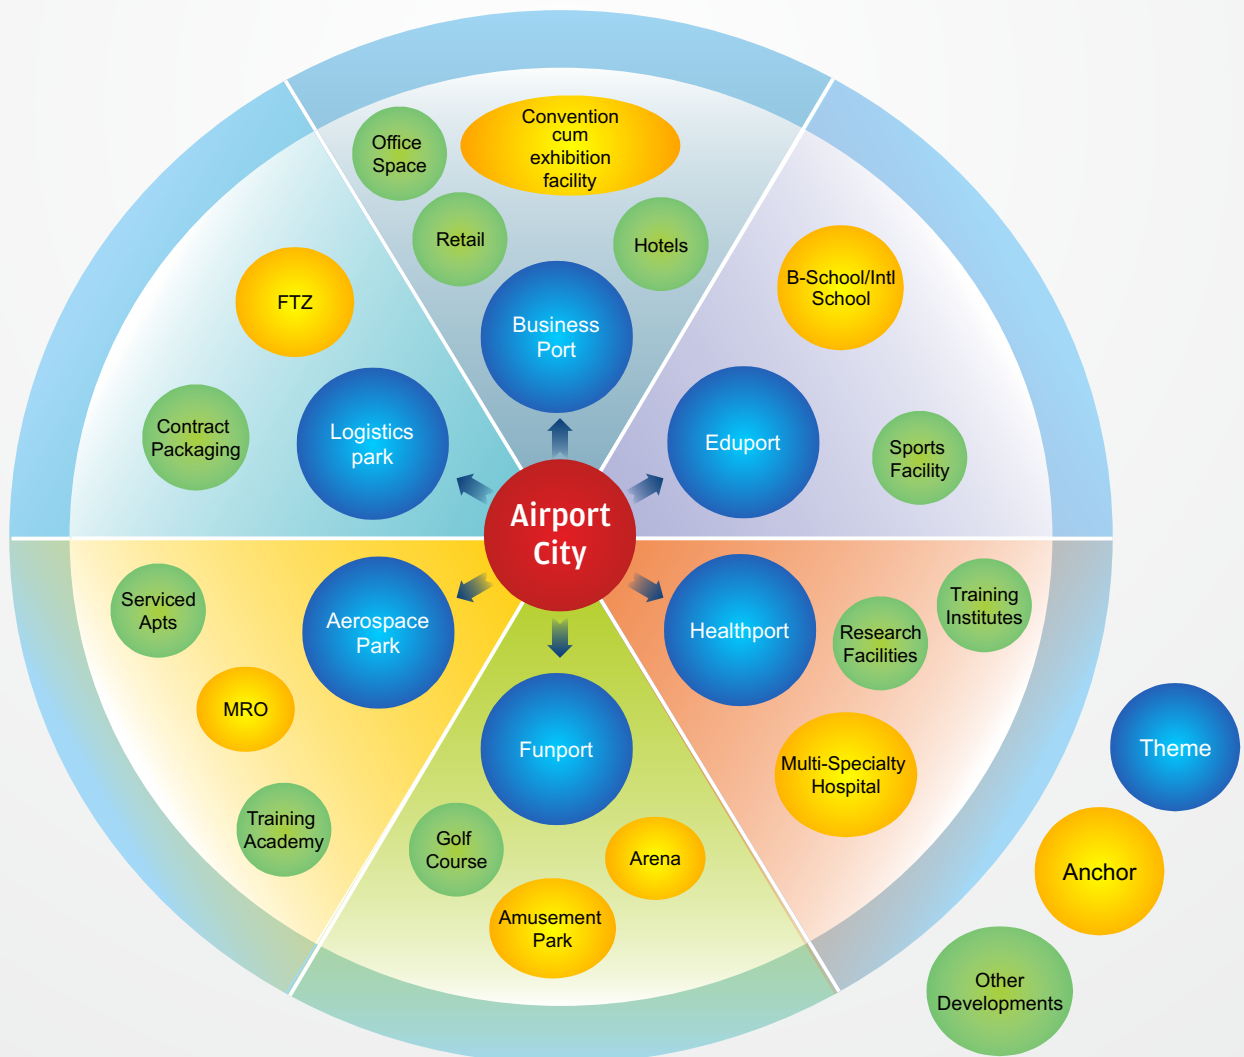 Convention
cum
exhibition
facility
Office
Space
Retail
Hotels
Business
Port
B-School/Intl
School
Eduport
Sports
Facility
FTZ
Contract
Packaging
Logistics
park
Airport
City
Serviced
Apts
Aerospace
Park
MRO
Training
Academy
Funport
Golf
Course
Arena
Amusement
Park
Healthport
Research
Facilities
Training
Institutes
Multi-Specialty
Hospital
Theme
Anchor
Other
Developments